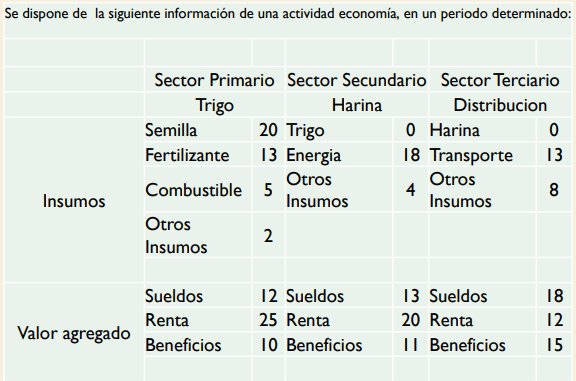 Se dispone de la siguiente información de una actividad economía, en un periodo determinado:
Sector Primario Sector Secundario Sector Terciario
Trigo Harina Distribucion
Insumos
Semilla 20 Trigo 0 Harina 0
Fertilizante 13 Energia 18 Transporte 13
Combustible 5 Otros Insumos 4 Otros Insumos 8
Otros Insumos 2
Valor agregado
Sueldos 12 Sueldos 13 Sueldos 18
Renta 25 Renta 20 Renta 12
Beneficios 10 Beneficios 11 Beneficios 15